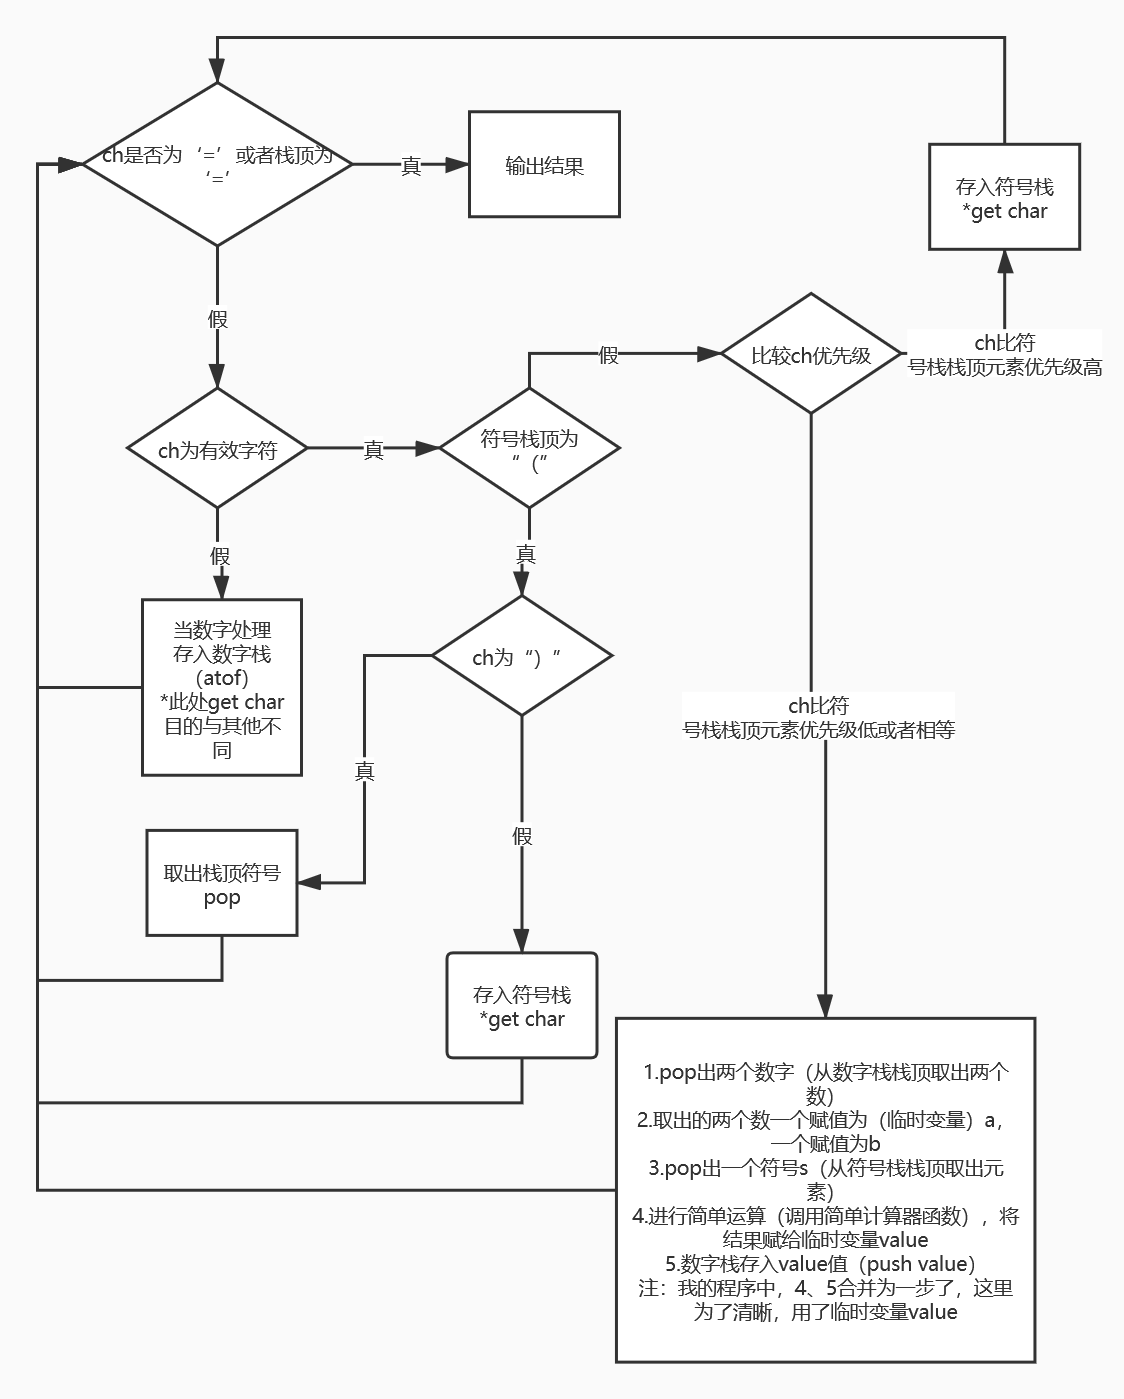 ch是否为‘=’或者栈顶为
‘=’
真
输出结果
存入符号栈
*get char
假
ch比符
号栈栈顶元素优先级高
比较ch优先级
假
符号栈顶为
“（”
真
ch为有效字符
假
真
当数字处理
存入数字栈
（atof）
*此处get char
目的与其他不
同
ch为“）”
ch比符
号栈栈顶元素优先级低或者相等
真
假
取出栈顶符号
pop
存入符号栈
*get char
1.pop出两个数字（从数字栈栈顶取出两个
数）
2.取出的两个数一个赋值为（临时变量）a，
一个赋值为b
3.pop出一个符号s（从符号栈栈顶取出元
素）
4.进行简单运算（调用简单计算器函数），将
结果赋给临时变量value
5.数字栈存入value值（push value）
注：我的程序中，4、5合并为一步了，这里
为了清晰，用了临时变量value